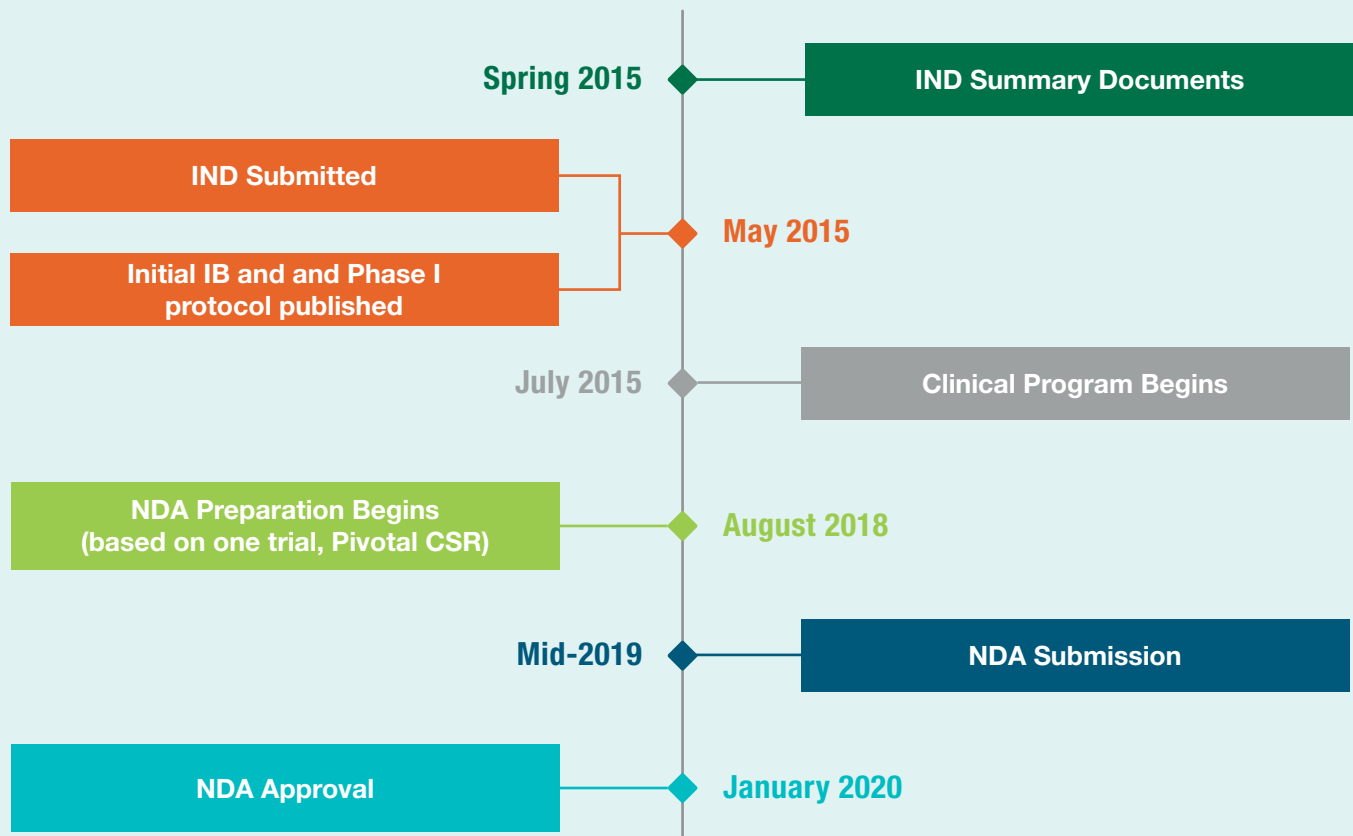 Spring 2015
IND Summary Documents
IND Submitted
May 2015
Initial IB and and Phase I
protocol published
July 2015
Clinical Program Begins
NDA Preparation Begins
(based on one trial, Pivotal CSR)
August 2018
Mid-2019
NDA Submission
NDA Approval
January 2020